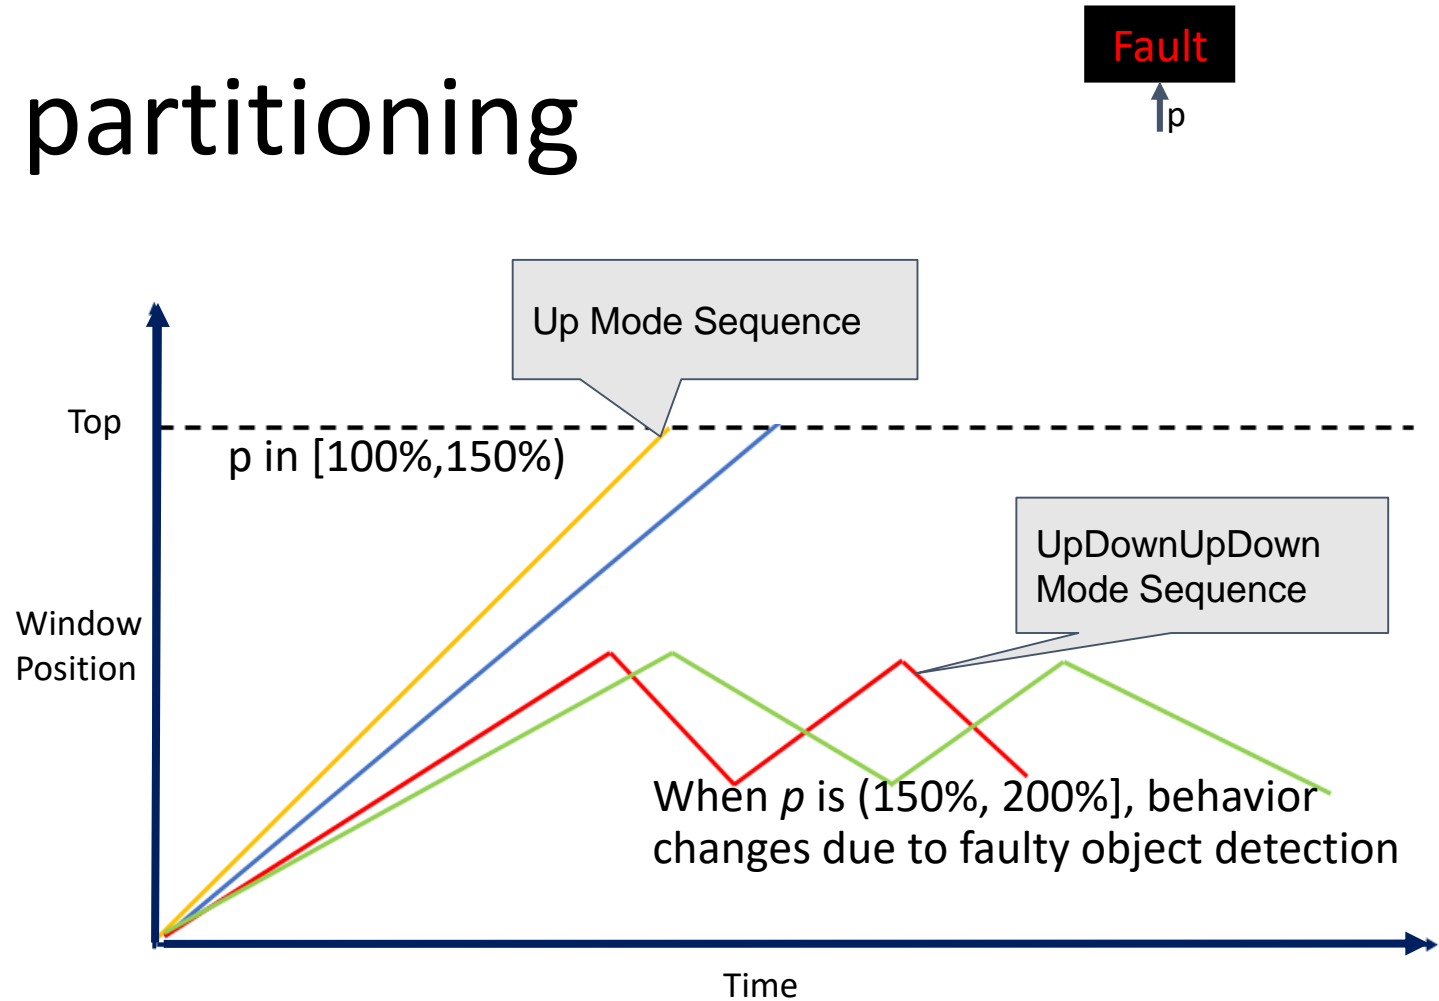 Fault
p
partitioning
Up Mode Sequence
Top
p in [100%,150%)
UpDownUpDown
Mode Sequence
Window
Position
When p is (150%, 200%], behavior
changes due to faulty object detection
Time